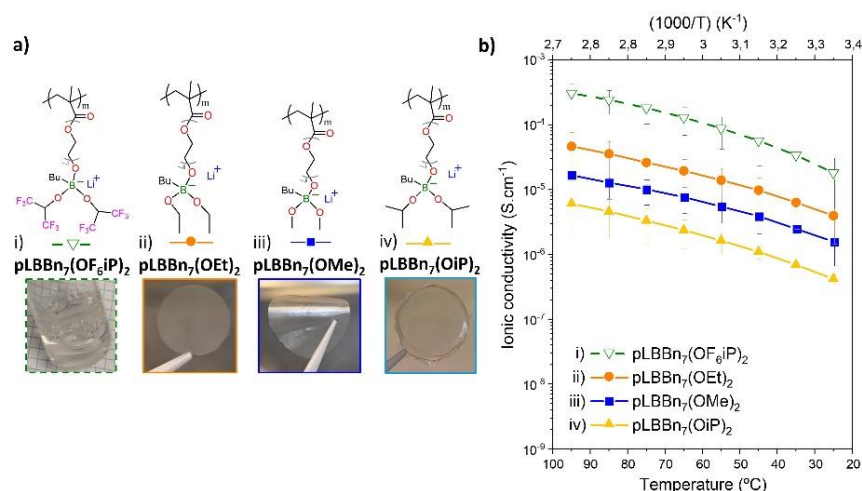 a)
( )m
O
O
O
Bu
B
Li+
O
O
F3C
CF3
CF3
F3C
( )m
O
O
O
Bu
B
Li+
O
O
( )m
O
O
O
Bu
B
Li+
O
O
( )m
O
O
O
Bu
B
Li+
O
O
i)
ii)
iii)
iv)
pLBBn7(OF6iP)2
pLBBn7(OEt)2
pLBBn7(OMe)2
pLBBn7(OiP)2
b)
(1000/T) (K-1)
2,7 2,8 2,9 3 3,1 3,2 3,3 3,4
Ionic conductivity (S.cm-1)
10-3
10-4
10-5
10-6
10-7
10-8
10-9
i) pLBBn7(OF6iP)2
ii) pLBBn7(OEt)2
iii) pLBBn7(OMe)2
iv) pLBBn7(OiP)2
100 90 80 70 60 50 40 30 20
Temperature (ºC)